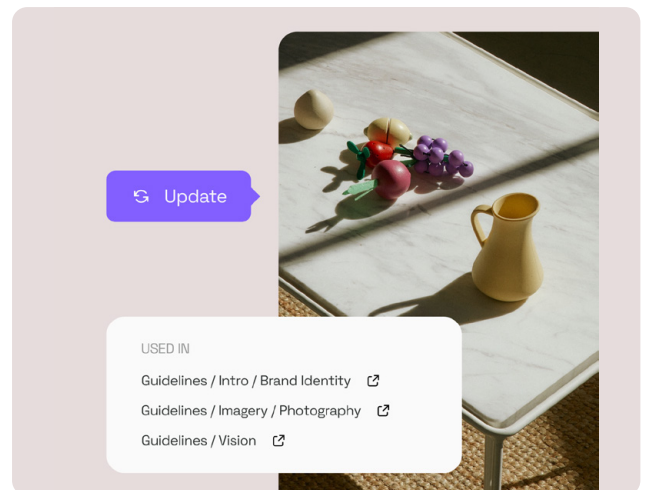 Update
USED IN
Guidelines / Intro / Brand Identity
Guidelines / Imagery / Photography
Guidelines / Vision